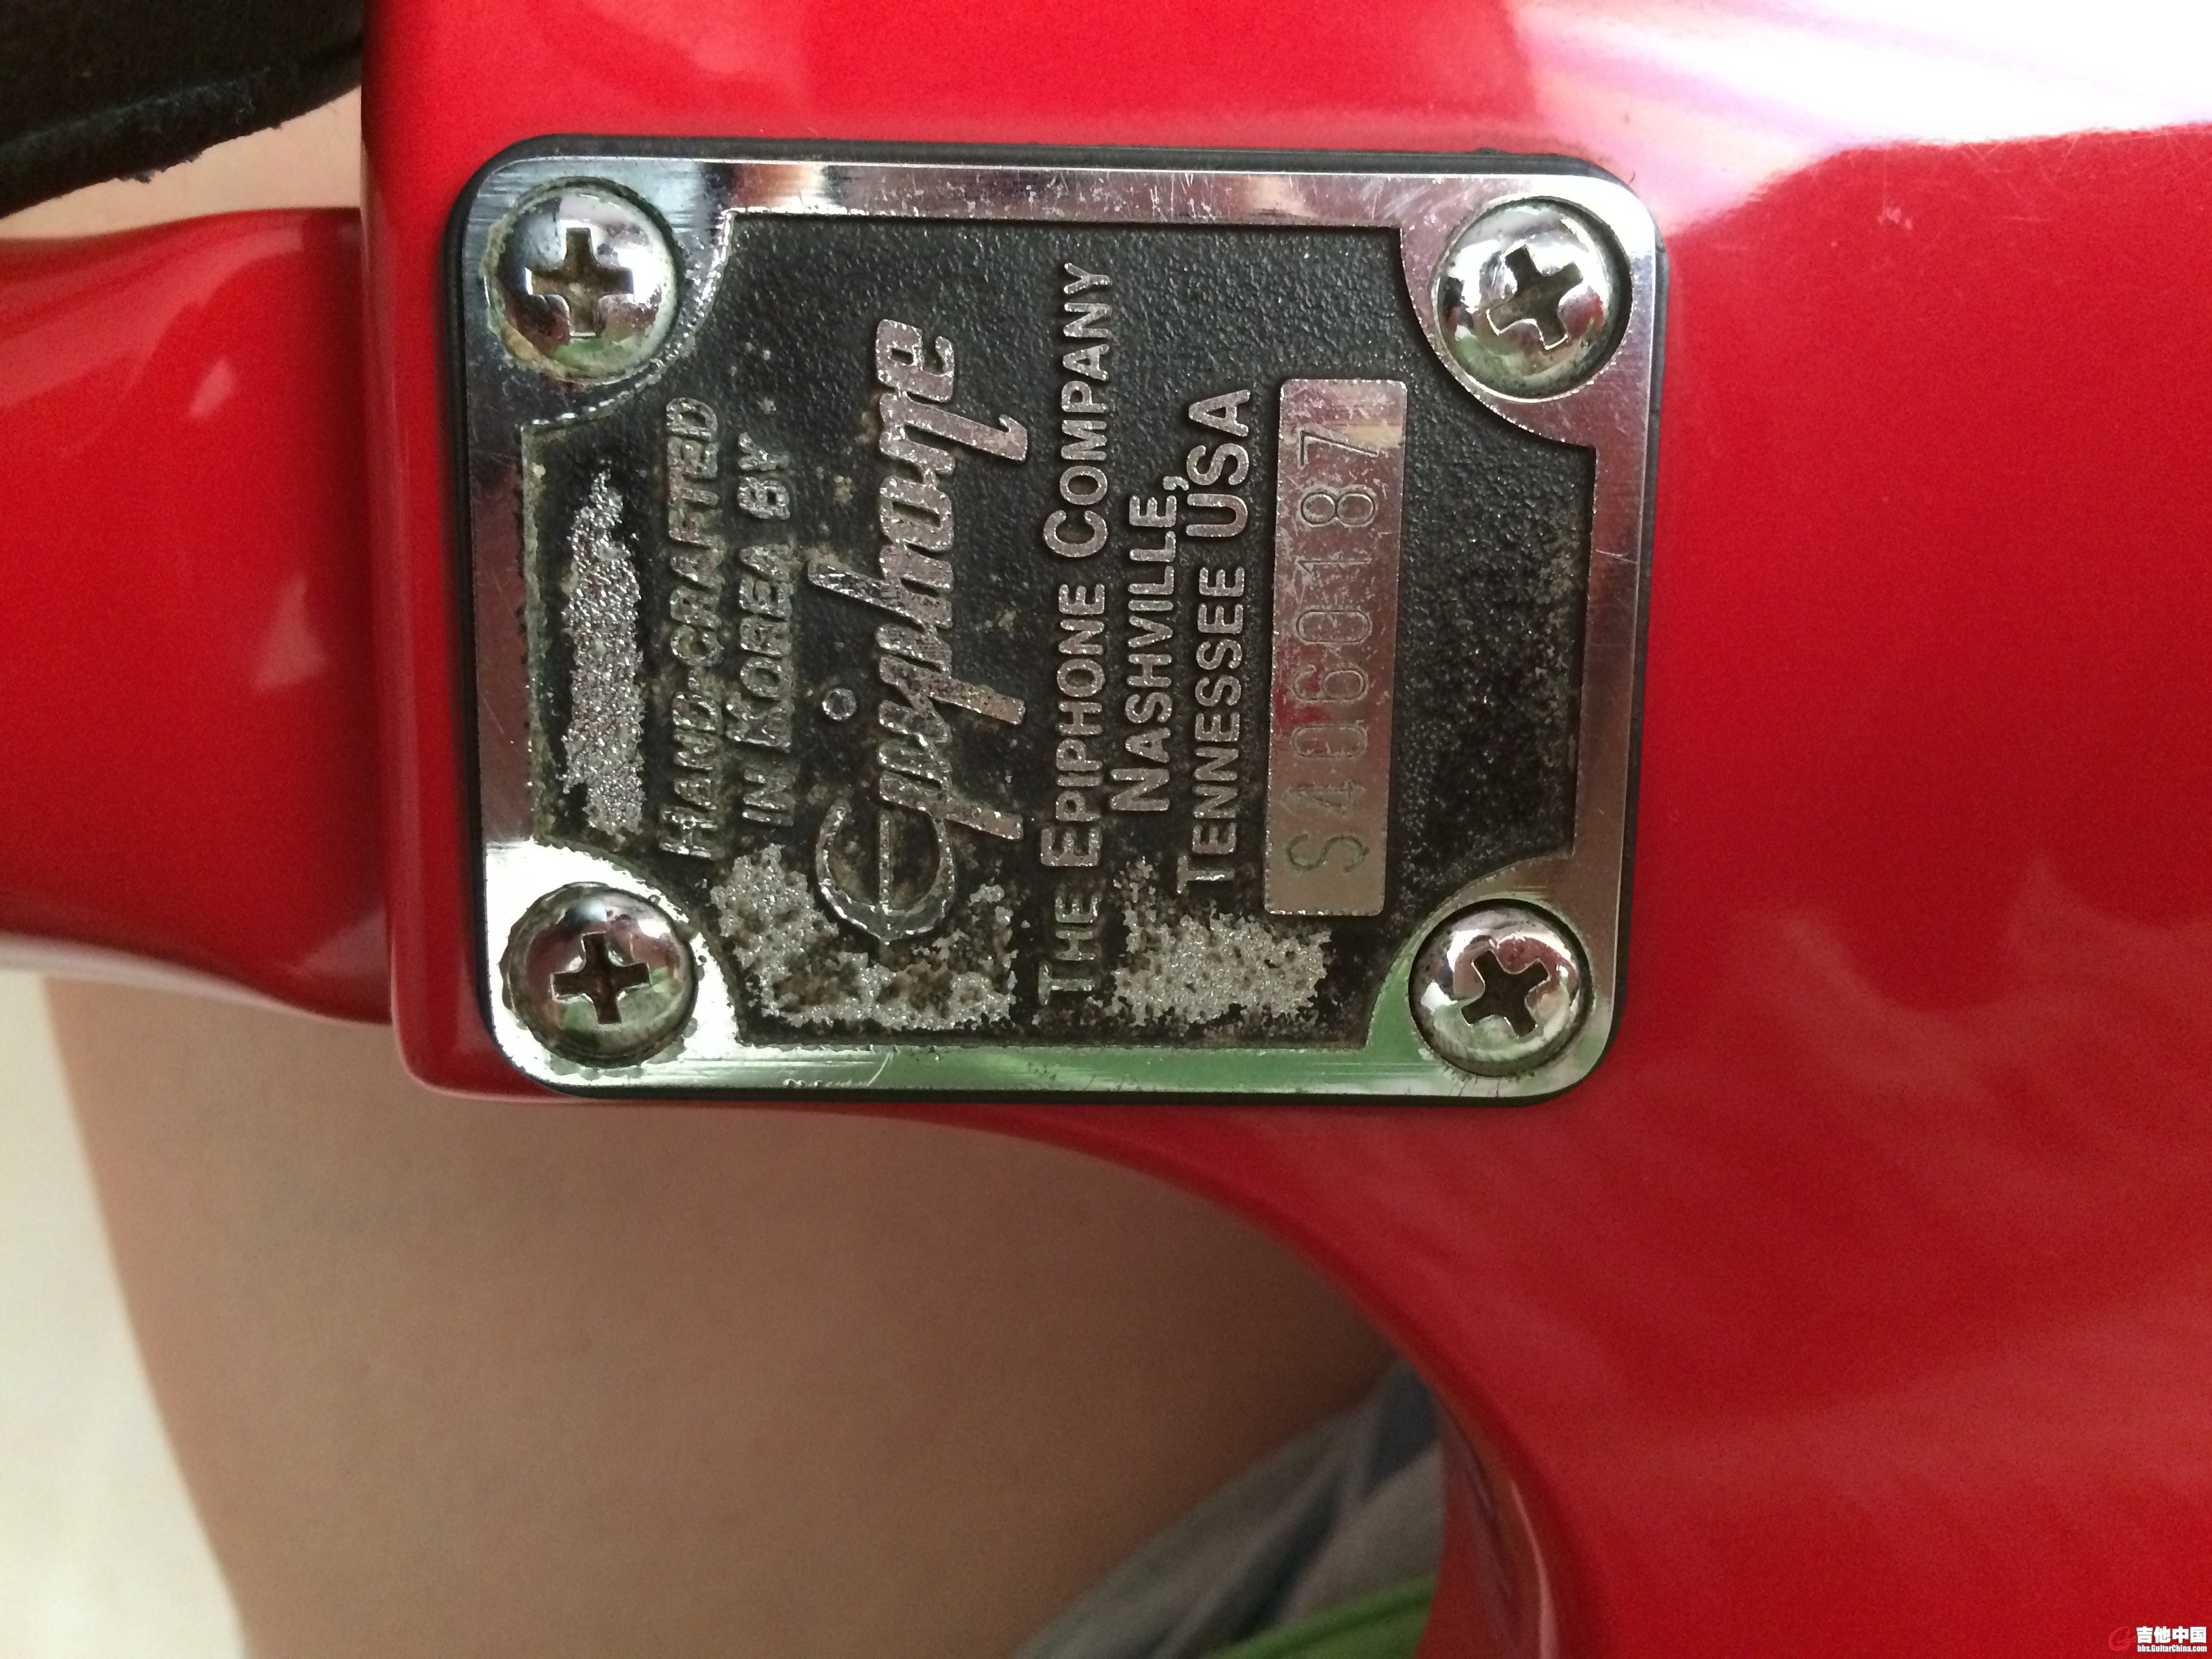 HAND-CRAFTED
IN KOREA BY
Epiphone
THE EPIPHONE COMPANY
NASHVILLE,
TENNESSEE USA
S4060187
吉他中国
bbs.GuitarChina.com